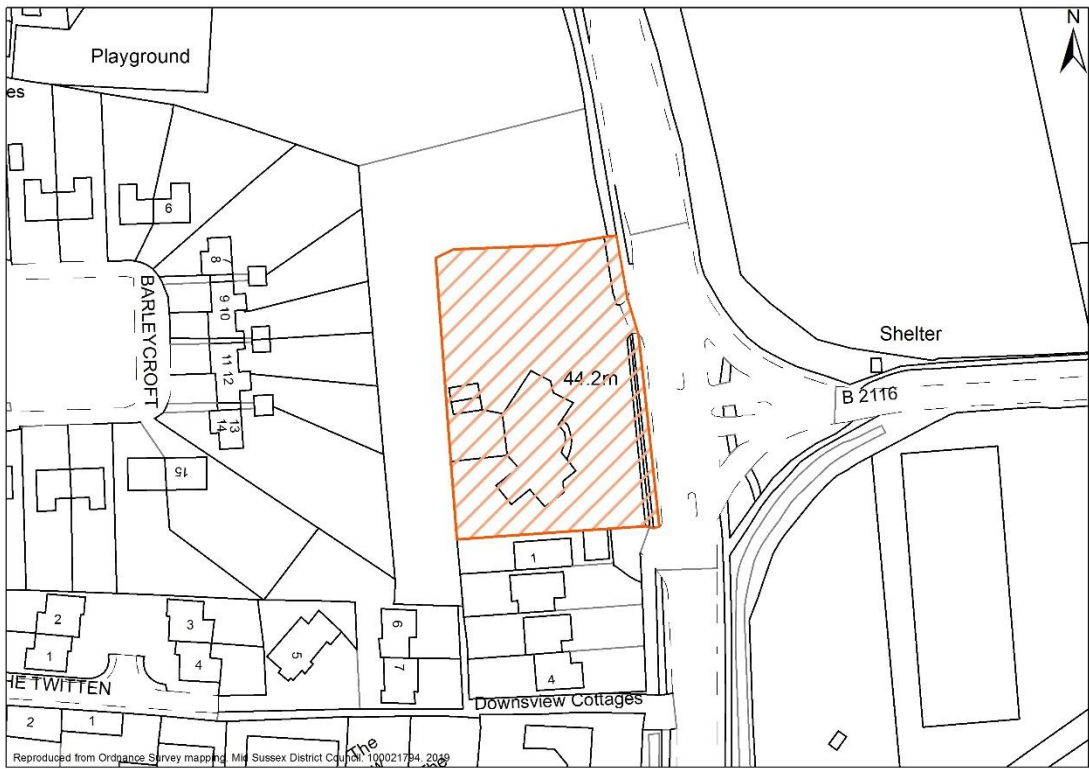 N
Playground
es
6
8
9 10
11 12
13
14
15
BARLEYCROFT
Shelter
44.2m
B 2116
1
2
1
3
4
5
6
7
4
HE TWITTEN
Downsview Cottages
2
1
The
Reproduced from Ordnance Survey mapping. Mid Sussex District Council. 100021794. 2019